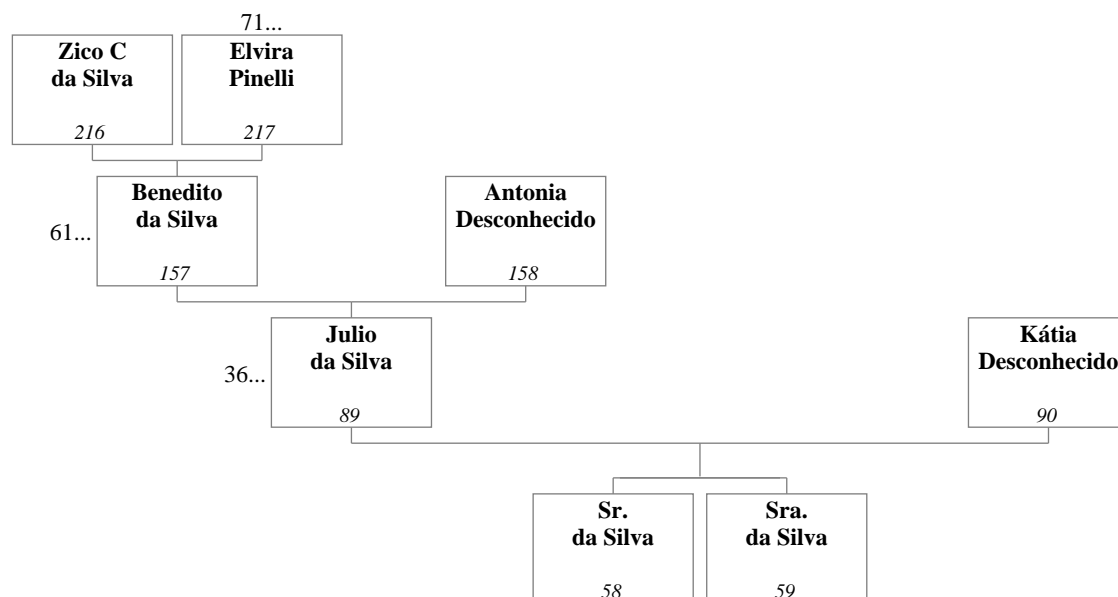 71...
Zico C
da Silva
216
Elvira
Pinelli
217
61...
Benedito
da Silva
157
Antonia
Desconhecido
158
36...
Julio
da Silva
89
Kátia
Desconhecido
90
Sr.
da Silva
58
Sra.
da Silva
59